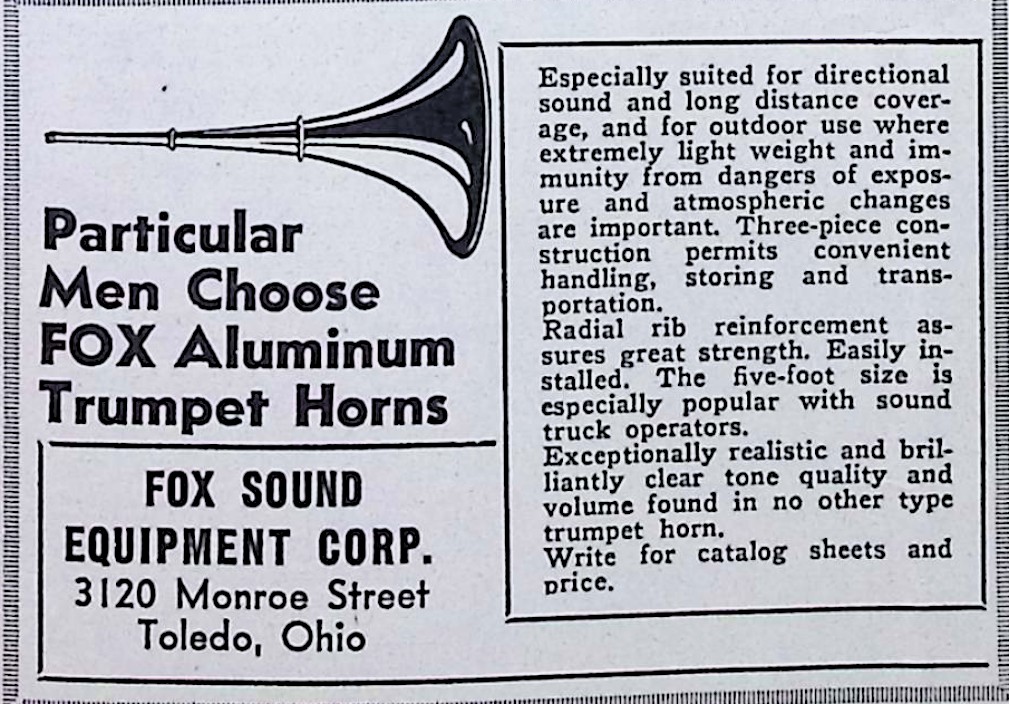 Particular
Men Choose
FOX Aluminum
Trumpet Horns
FOX SOUND
EQUIPMENT CORP.
3120 Monroe Street
Toledo, Ohio
Especially suited for directional
sound and long distance cover-
age, and for outdoor use where
extremely light weight and im-
munity from dangers of expos-
ure and atmospheric changes
are important. Three-piece con-
struction permits convenient
handling, storing and trans-
portation.
Radial rib reinforcement as-
sures great strength. Easily in-
stalled. The five-foot size is
especially popular with sound
truck operators.
Exceptionally realistic and bril-
liantly clear tone quality and
volume found in no other type
trumpet horn.
Write for catalog sheets and
price.